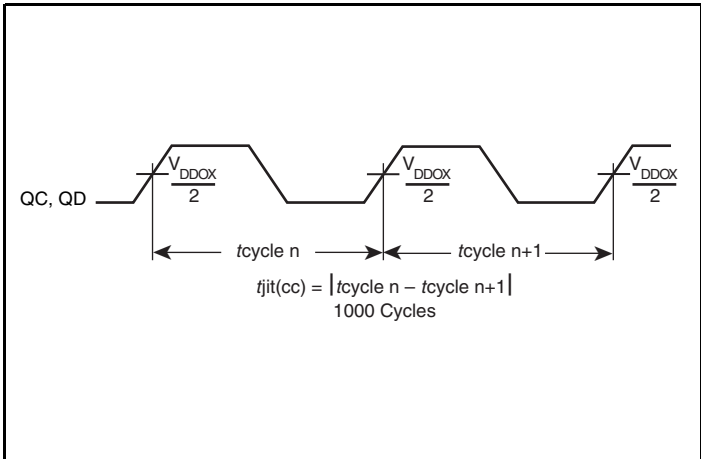 V_DDOX / 2 V_DDOX / 2 V_DDOX / 2
QC, QD
tcycle n tcycle n+1
tjit(cc) = |tcycle n – tcycle n+1|
1000 Cycles